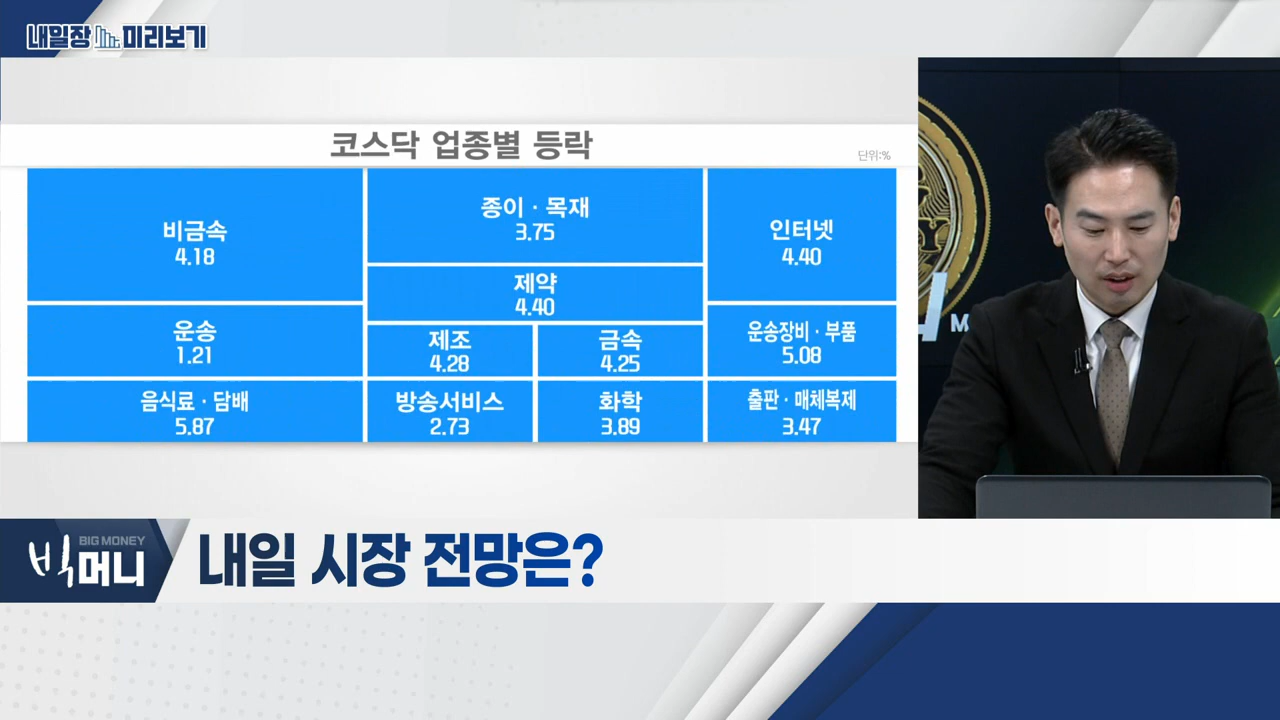 내일장 미리보기
코스닥 업종별 등락
단위:%
비금속
4.18
종이·목재
3.75
인터넷
4.40
제약
4.40
운송
1.21
제조
4.28
금속
4.25
운송장비·부품
5.08
음식료·담배
5.87
방송서비스
2.73
화학
3.89
출판·매체복제
3.47
빅머니
BIG MONEY
내일 시장 전망은?